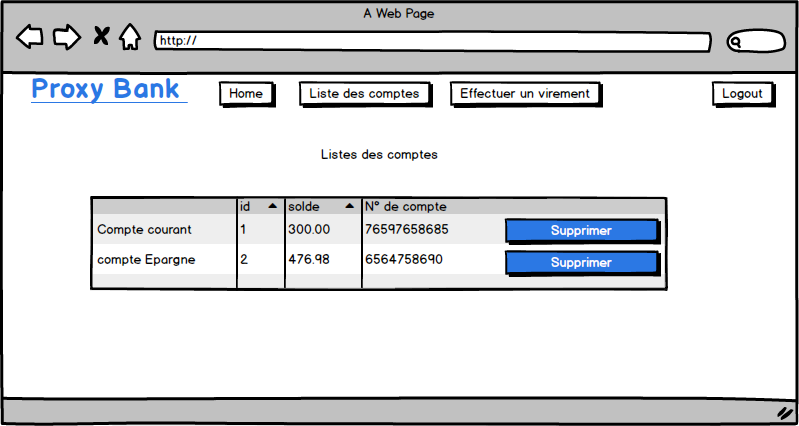 A Web Page
http://
Proxy Bank Home Liste des comptes Effectuer un virement Logout
Listes des comptes
id solde N° de compte
Compte courant 1 300.00 76597658685 Supprimer
compte Epargne 2 476.98 6564758690 Supprimer